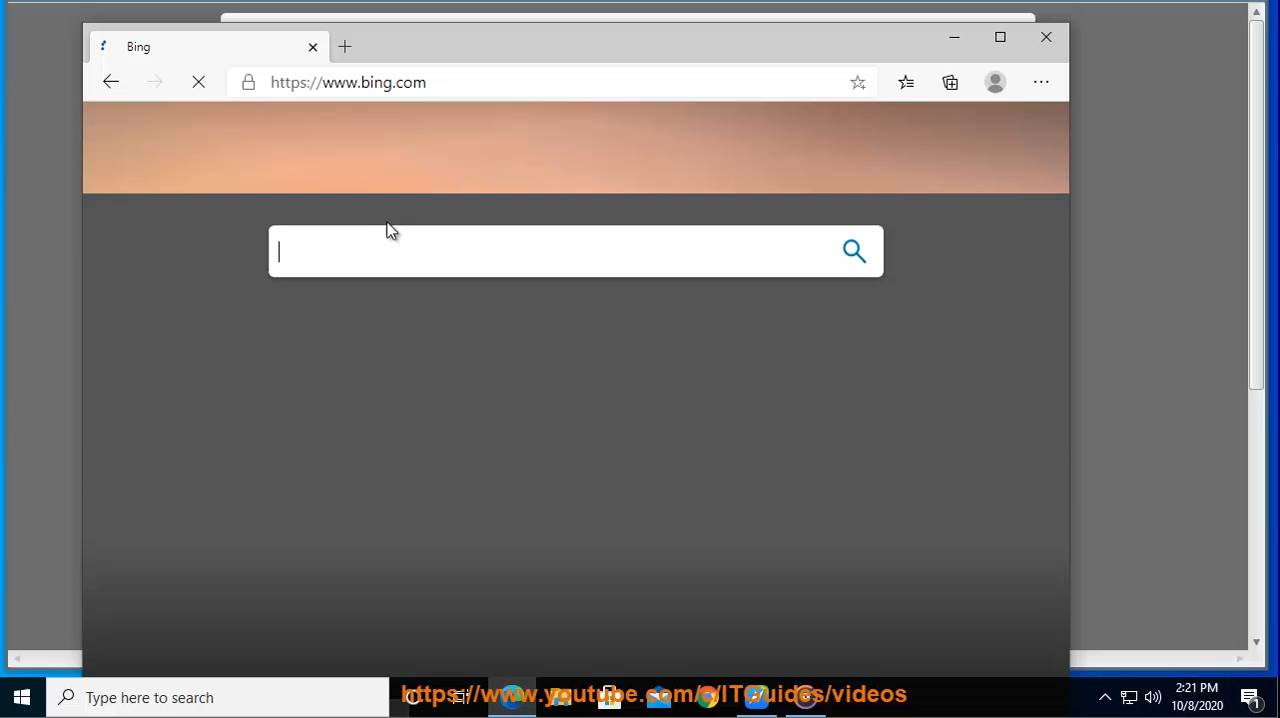 Bing
https://www.bing.com
Type here to search
https://www.youtube.com/c/ITGuides/videos
2:21 PM
10/8/2020
1